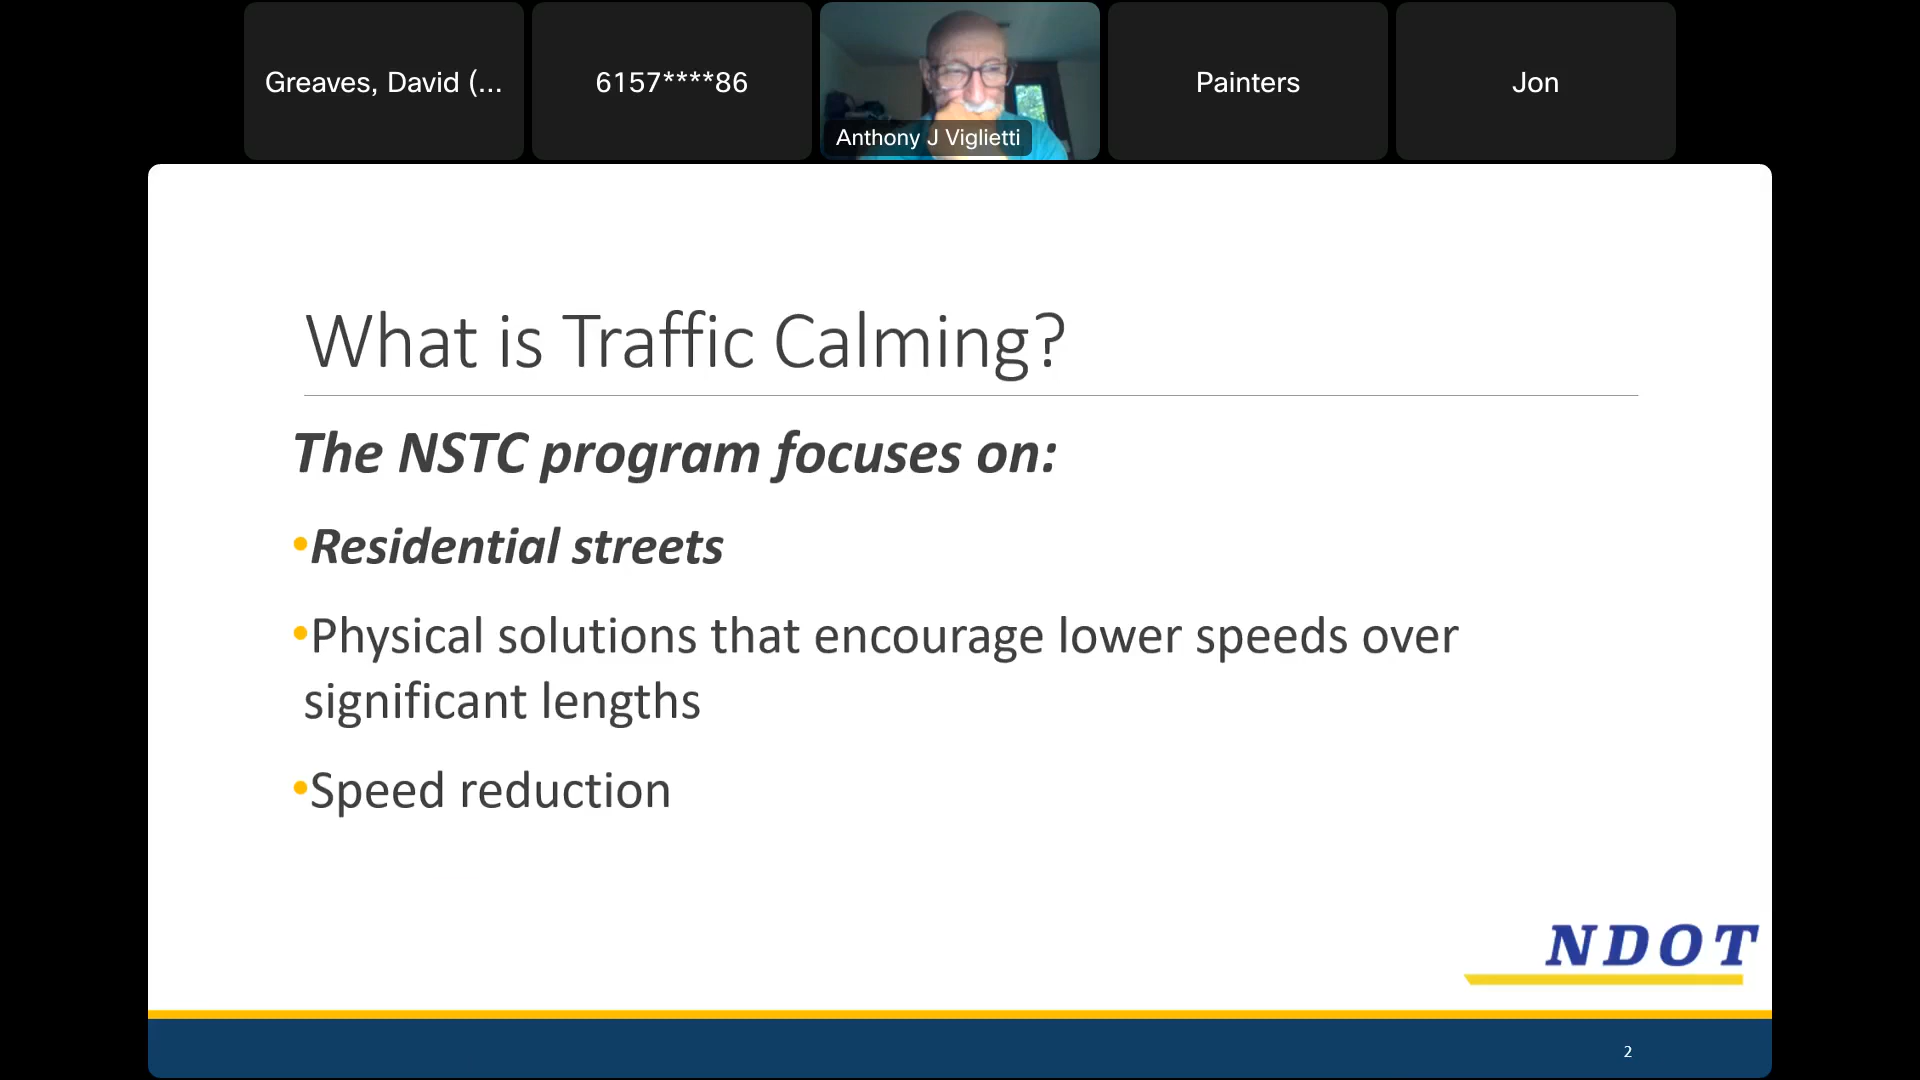 Greaves, David (...
6157****86
Anthony J Viglietti
Painters
Jon
What is Traffic Calming?
The NSTC program focuses on:
•Residential streets
•Physical solutions that encourage lower speeds over
significant lengths
•Speed reduction
NDOT
2